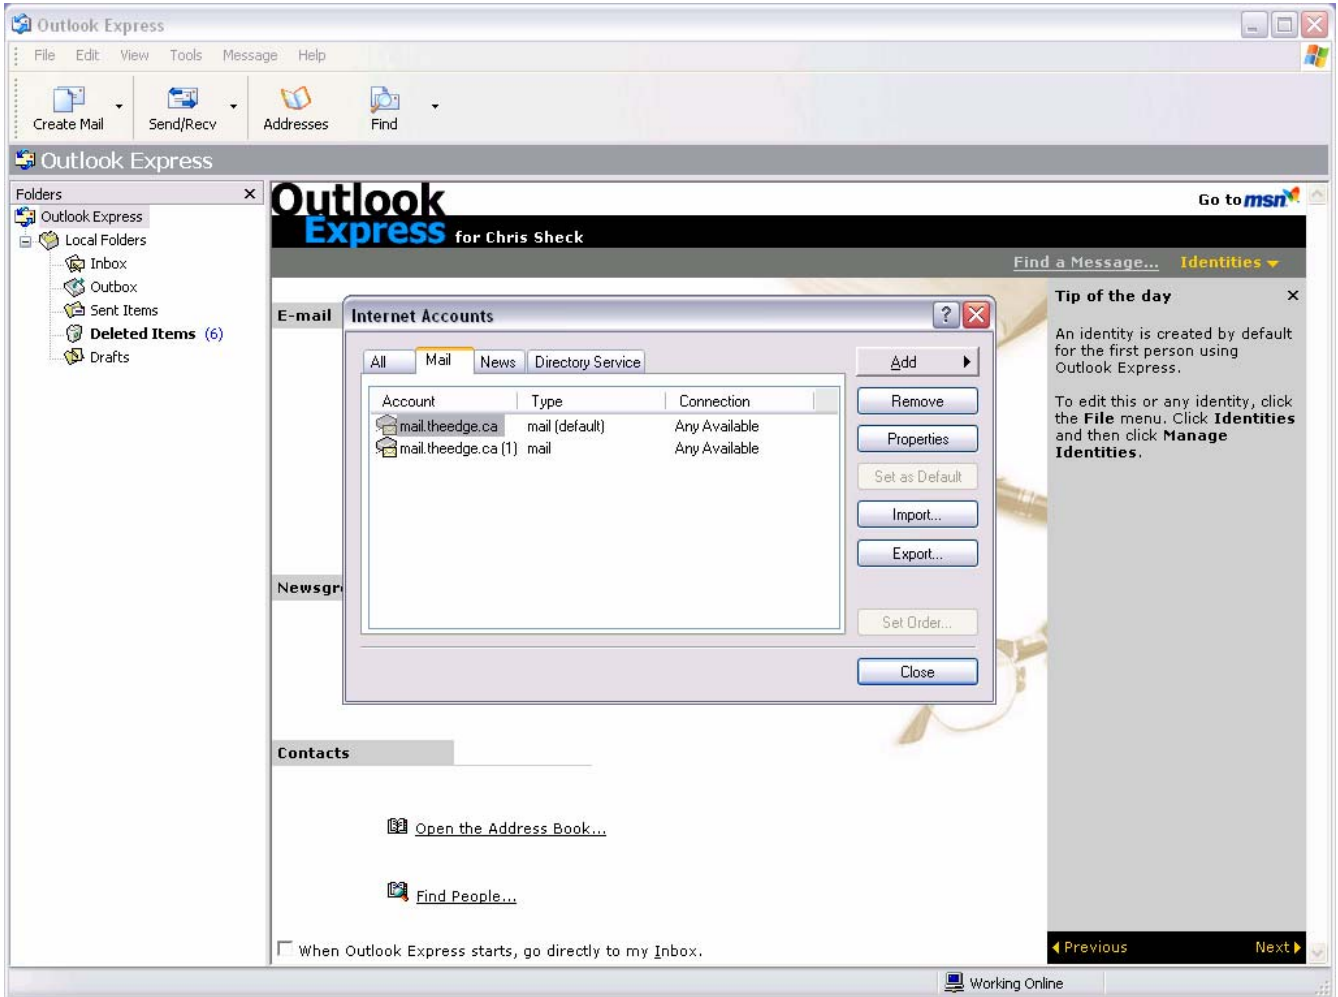 Outlook Express
File Edit View Tools Message Help
Create Mail Send/Recv Addresses Find
Outlook Express
Folders
Outlook Express
Local Folders
Inbox
Outbox
Sent Items
Deleted Items (6)
Drafts
Outlook
Express for Chris Sheck
Go to msn
Find a Message... Identities
E-mail
Internet Accounts
All Mail News Directory Service
Account Type Connection
mail.theedge.ca mail (default) Any Available
mail.theedge.ca (1) mail Any Available
Add
Remove
Properties
Set as Default
Import...
Export...
Set Order...
Close
Newsgr
Contacts
Open the Address Book...
Find People...
When Outlook Express starts, go directly to my Inbox.
Tip of the day
An identity is created by default
for the first person using
Outlook Express.
To edit this or any identity, click
the File menu. Click Identities
and then click Manage
Identities.
Previous Next
Working Online